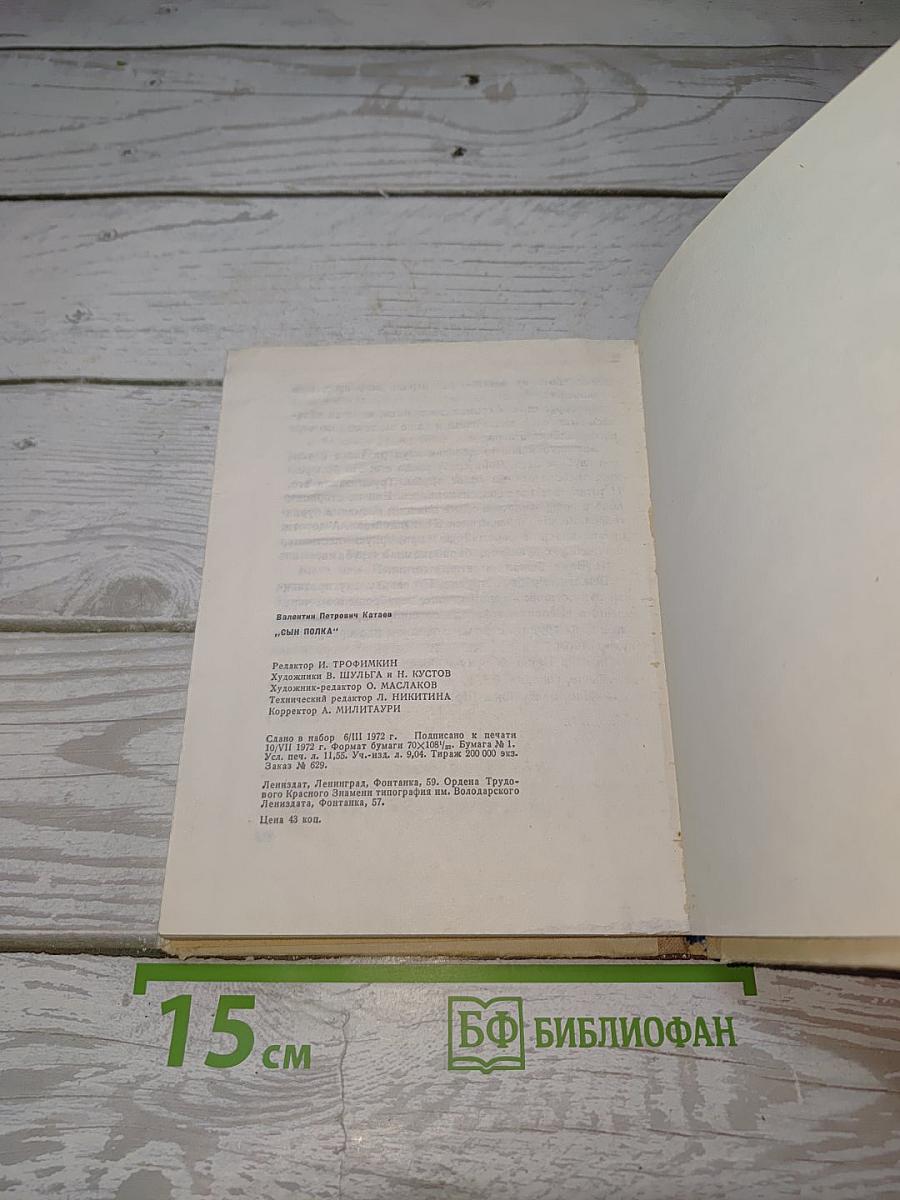 Валентин Петрович Катаев
„СЫН ПОЛКА“
Редактор И. ТРОФИМКИН
Художники В. ШУЛЬГА и Н. КУСТОВ
Художник-редактор О. МАСЛАКОВ
Технический редактор Л. НИКИТИНА
Корректор А. МИЛИТАУРИ
Сдано в набор 6/III 1972 г. Подписано к печати
10/VII 1972 г. Формат бумаги 70×108¹/₃₂. Бумага № 1.
Усл. печ. л. 11,55. Уч.-изд. л. 9,04. Тираж 200 000 экз.
Заказ № 629.
Лениздат, Ленинград, Фонтанка, 59. Ордена Трудо-
вого Красного Знамени типография им. Володарского
Лениздата, Фонтанка, 57.
Цена 43 коп.
15 см
БФ БИБЛИОФАН